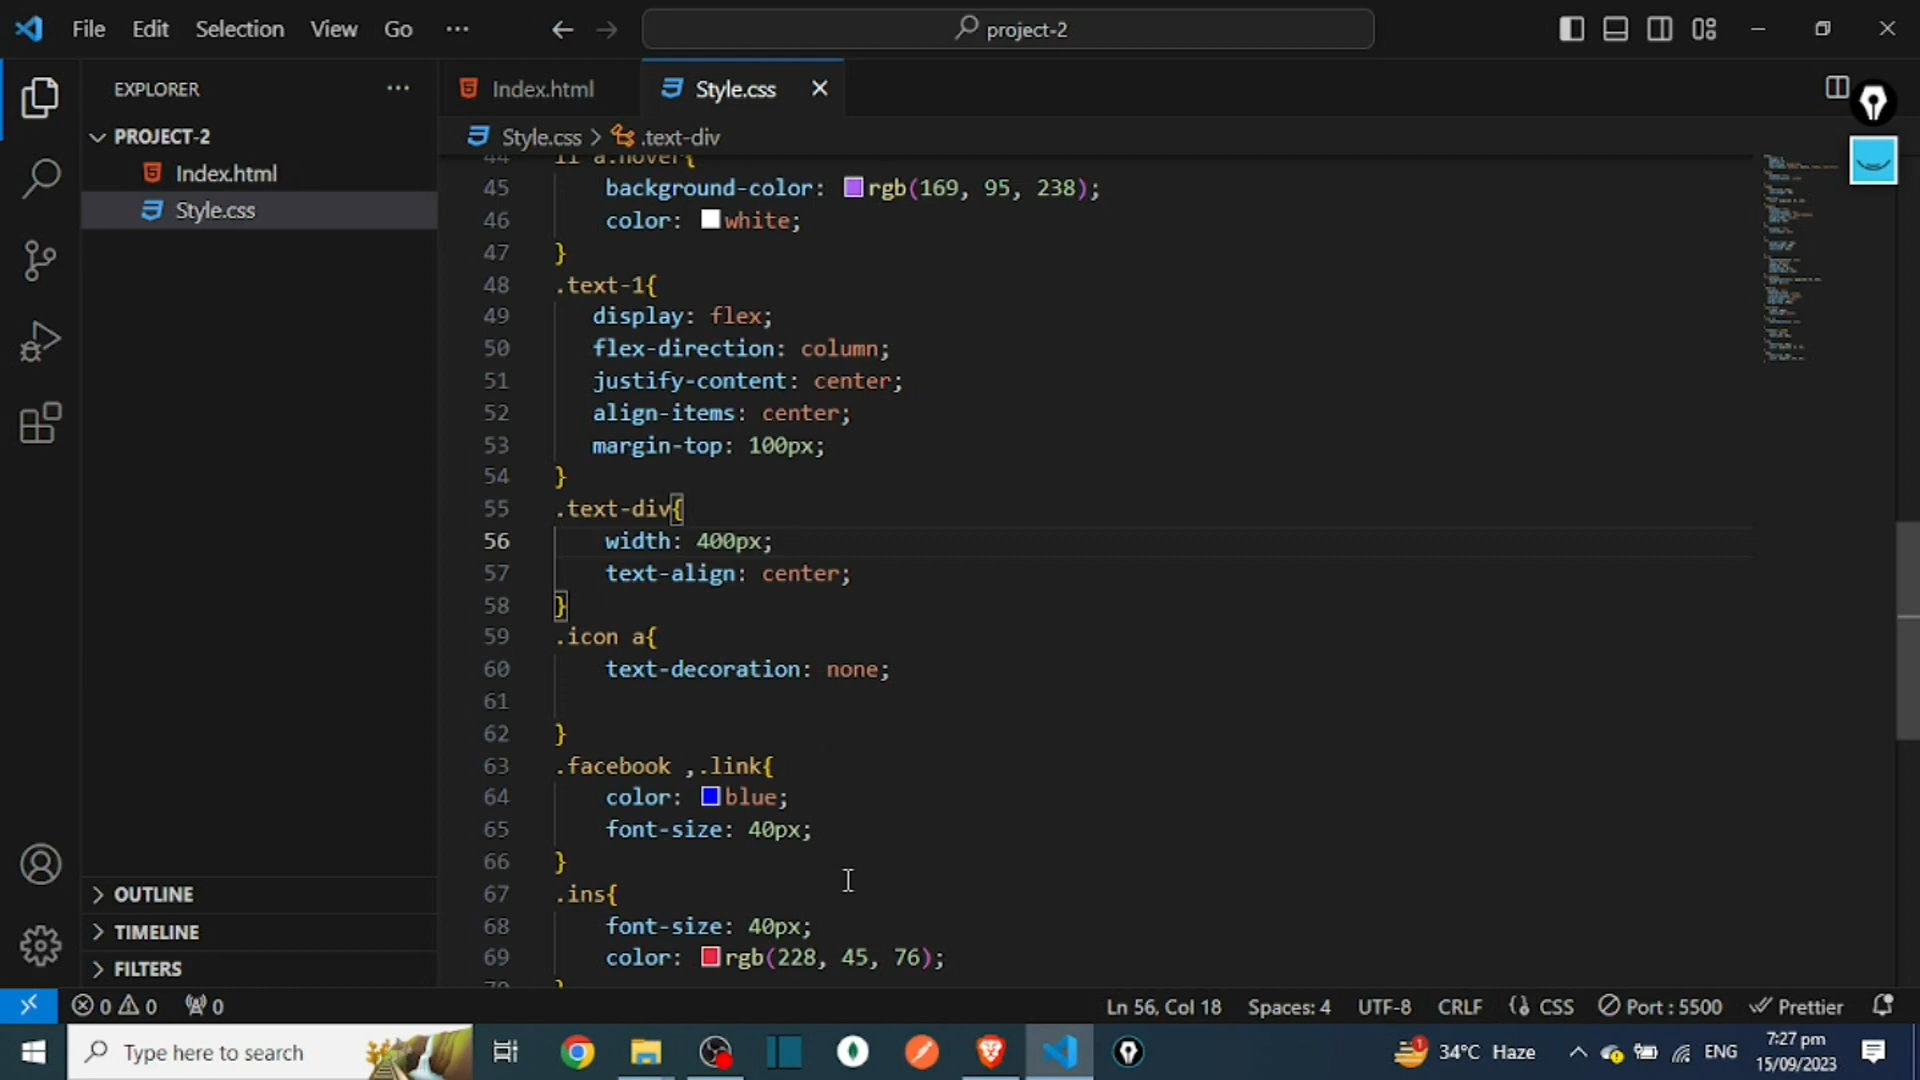 File Edit Selection View Go ··· project-2
EXPLORER ···
Index.html Style.css
PROJECT-2
Index.html
Style.css
Style.css > .text-div
45 background-color: rgb(169, 95, 238);
46 color: white;
47 }
48 .text-1{
49 display: flex;
50 flex-direction: column;
51 justify-content: center;
52 align-items: center;
53 margin-top: 100px;
54 }
55 .text-div{
56 width: 400px;
57 text-align: center;
58 }
59 .icon a{
60 text-decoration: none;
61
62 }
63 .facebook ,.link{
64 color: blue;
65 font-size: 40px;
66 }
67 .ins{
68 font-size: 40px;
69 color: rgb(228, 45, 76);
OUTLINE
TIMELINE
FILTERS
0 0 0 Ln 56, Col 18 Spaces: 4 UTF-8 CRLF CSS Port : 5500 Prettier
Type here to search 1 34°C Haze ENG 7:27 pm
15/09/2023